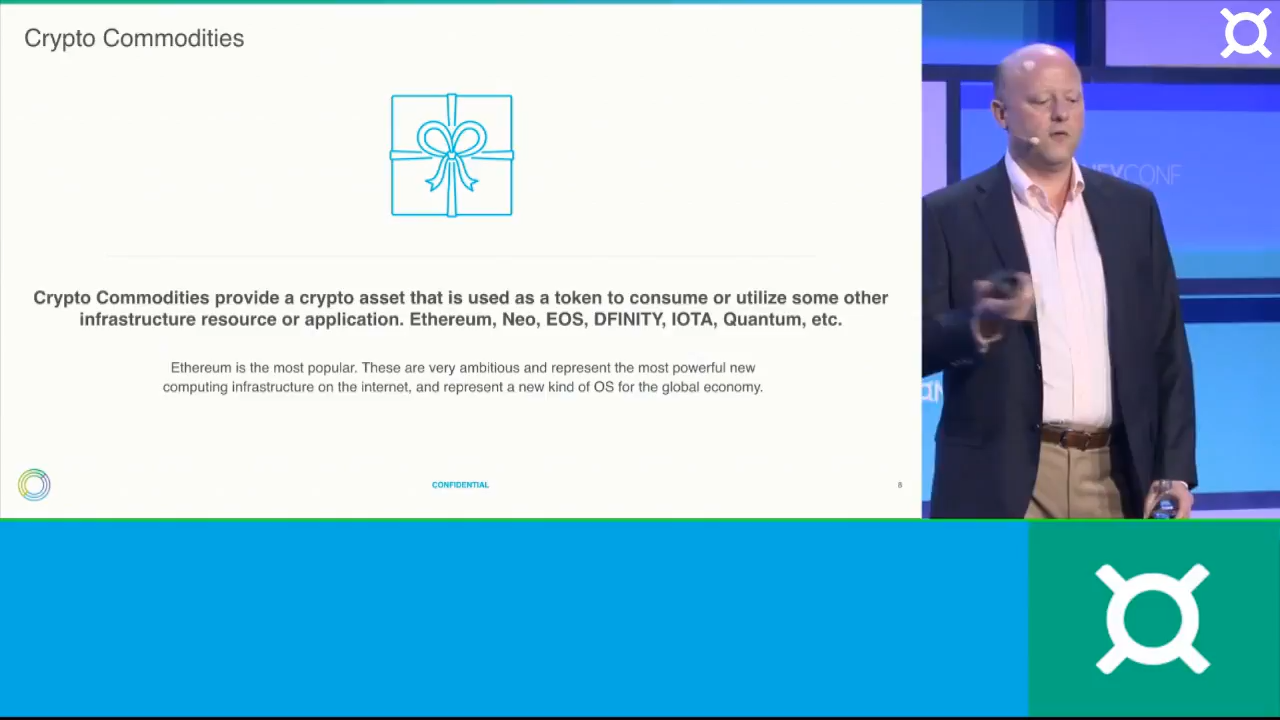 Crypto Commodities
Crypto Commodities provide a crypto asset that is used as a token to consume or utilize some other
infrastructure resource or application. Ethereum, Neo, EOS, DFINITY, IOTA, Quantum, etc.
Ethereum is the most popular. These are very ambitious and represent the most powerful new
computing infrastructure on the internet, and represent a new kind of OS for the global economy.
CONFIDENTIAL
8
EYCONF